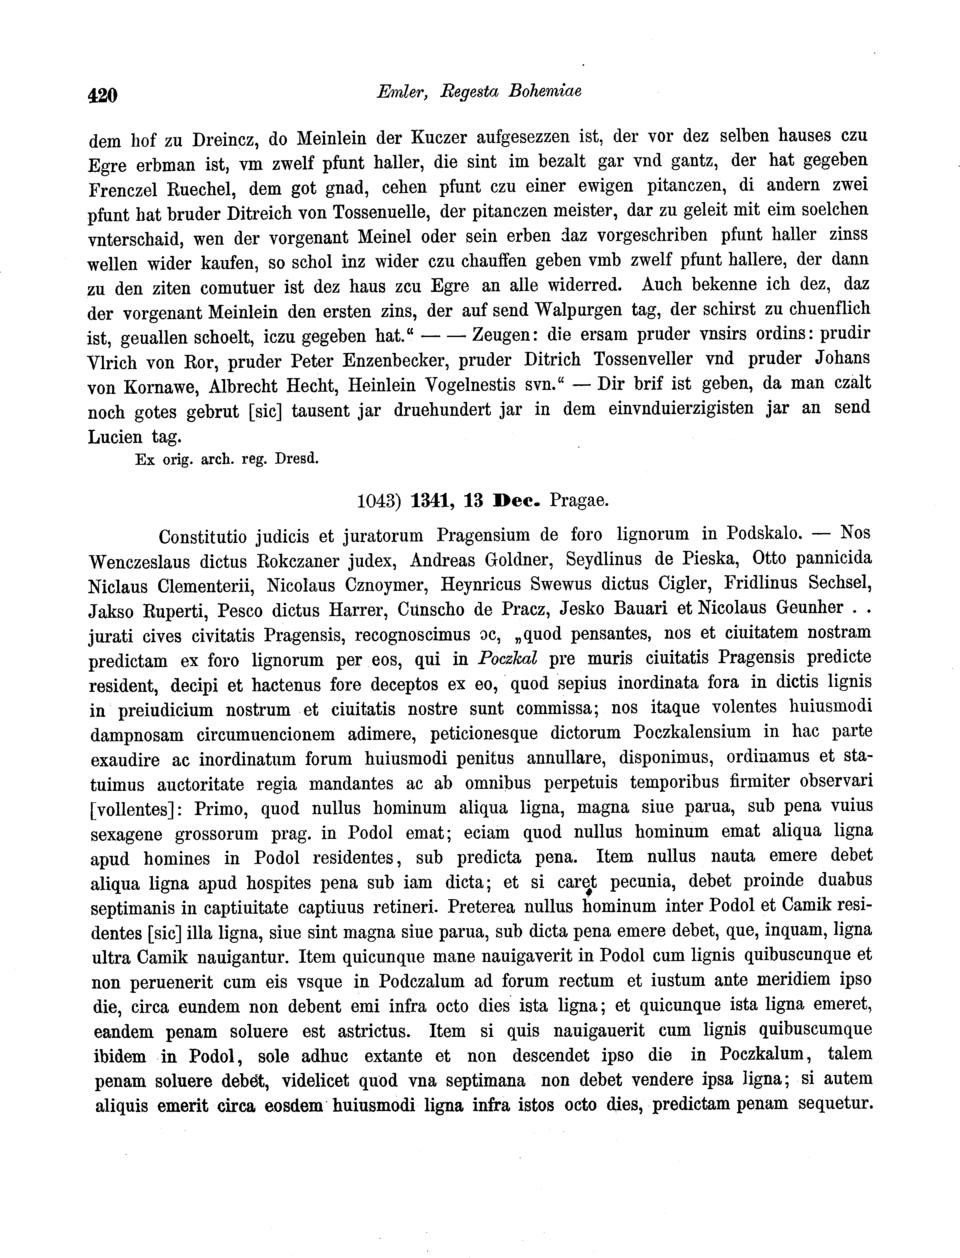 420
Emler, Regesta Bohemiae
dem hof zu Dreincz, do Meinlein der Kuczer aufgesezzen ist, der vor dez selben hauses czu
Egre erbman ist, vm zwelf pfunt haller, die sint im bezalt gar vnd gantz, der hat gegeben
Frenczel Ruechel, dem got gnad, cehen pfunt czu einer ewigen pitanczen, di andern zwei
pfunt hat bruder Ditreich von Tossenuelle, der pitanczen meister, dar zu geleit mit eim soelchen
vnterschaid, wen der vorgenant Meinel oder sein erben daz vorgeschriben pfunt haller zinss
wellen wider kaufen, so schol inz wider czu chauffen geben vmb zwelf pfunt hallere, der dann
zu den ziten comutuer ist dez haus zcu Egre an alle widerred. Auch bekenne ich dez, daz
der vorgenant Meinlein den ersten zins, der auf send Walpurgen tag, der schirst zu chuenflich
ist, geuallen schoelt, iczu gegeben hat.“ — — Zeugen: die ersam pruder vnsirs ordins: prudir
Vlrich von Ror, pruder Peter Enzenbecker, pruder Ditrich Tossenveller vnd pruder Johans
von Kornawe, Albrecht Hecht, Heinlein Vogelnestis svn.“ — Dir brif ist geben, da man czalt
noch gotes gebrut [sic] tausent jar druehundert jar in dem einvnduierzigisten jar an send
Lucien tag.
Ex orig. arch. reg. Dresd.
1043) 1341, 13 Dec. Pragae.
Constitutio judicis et juratorum Pragensium de foro lignorum in Podskalo. — Nos
Wenczeslaus dictus Rokczaner judex, Andreas Goldner, Seydlinus de Pieska, Otto pannicida
Niclaus Clementerii, Nicolaus Cznoymer, Heynricus Swewus dictus Cigler, Fridlinus Sechsel,
Jakso Ruperti, Pesco dictus Harrer, Cunscho de Pracz, Jesko Bauari et Nicolaus Geunher . .
jurati cives civitatis Pragensis, recognoscimus ɔc, „quod pensantes, nos et ciuitatem nostram
predictam ex foro lignorum per eos, qui in Poczkal pre muris ciuitatis Pragensis predicte
resident, decipi et hactenus fore deceptos ex eo, quod sepius inordinata fora in dictis lignis
in preiudicium nostrum et ciuitatis nostre sunt commissa; nos itaque volentes huiusmodi
dampnosam circumuencionem adimere, peticionesque dictorum Poczkalensium in hac parte
exaudire ac inordinatum forum huiusmodi penitus annullare, disponimus, ordinamus et sta-
tuimus auctoritate regia mandantes ac ab omnibus perpetuis temporibus firmiter observari
[vollentes]: Primo, quod nullus hominum aliqua ligna, magna siue parua, sub pena vuius
sexagene grossorum prag. in Podol emat; eciam quod nullus hominum emat aliqua ligna
apud homines in Podol residentes, sub predicta pena. Item nullus nauta emere debet
aliqua ligna apud hospites pena sub iam dicta; et si caret pecunia, debet proinde duabus
septimanis in captiuitate captiuus retineri. Preterea nullus hominum inter Podol et Camik resi-
dentes [sic] illa ligna, siue sint magna siue parua, sub dicta pena emere debet, que, inquam, ligna
ultra Camik nauigantur. Item quicunque mane nauigaverit in Podol cum lignis quibuscunque et
non peruenerit cum eis vsque in Podczalum ad forum rectum et iustum ante meridiem ipso
die, circa eundem non debent emi infra octo dies ista ligna; et quicunque ista ligna emeret,
eandem penam soluere est astrictus. Item si quis nauigauerit cum lignis quibuscumque
ibidem in Podol, sole adhuc extante et non descendet ipso die in Poczkalum, talem
penam soluere debet, videlicet quod vna septimana non debet vendere ipsa ligna; si autem
aliquis emerit circa eosdem huiusmodi ligna infra istos octo dies, predictam penam sequetur.